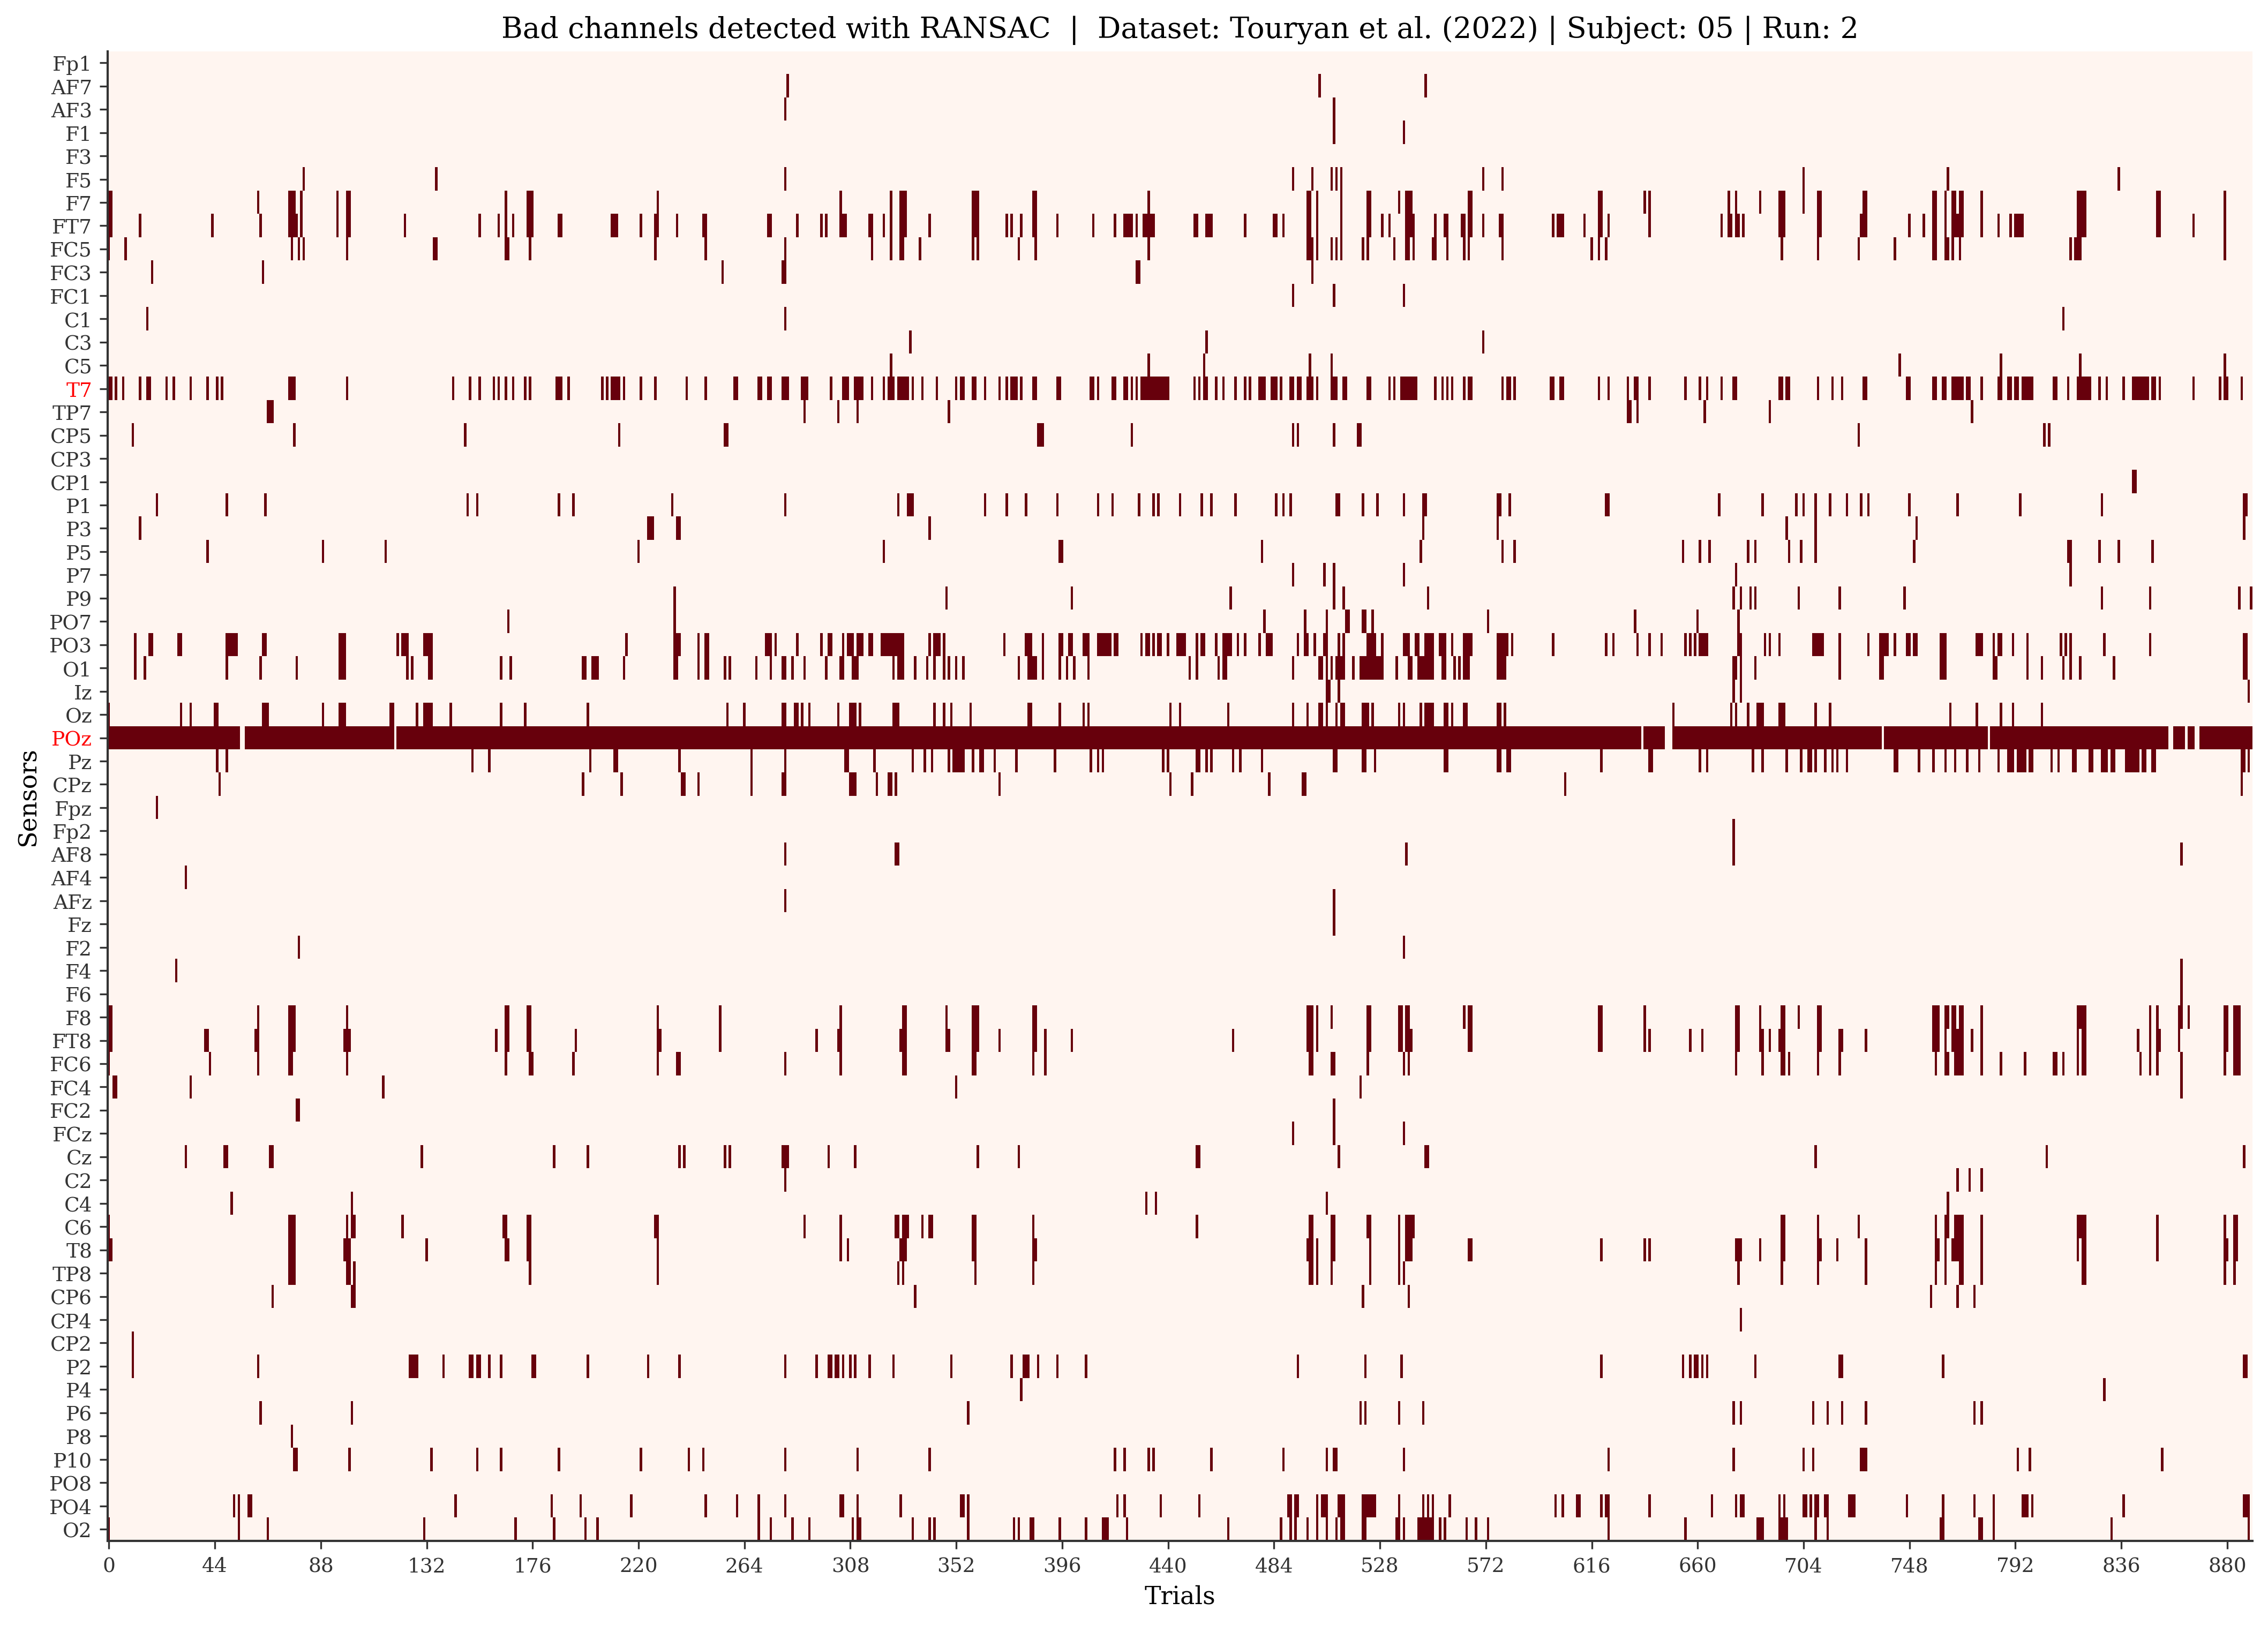 Bad channels detected with RANSAC | Dataset: Touryan et al. (2022) | Subject: 05 | Run: 2
Sensors
Fp1
AF7
AF3
F1
F3
F5
F7
FT7
FC5
FC3
FC1
C1
C3
C5
T7
TP7
CP5
CP3
CP1
P1
P3
P5
P7
P9
PO7
PO3
O1
Iz
Oz
POz
Pz
CPz
Fpz
Fp2
AF8
AF4
AFz
Fz
F2
F4
F6
F8
FT8
FC6
FC4
FC2
FCz
Cz
C2
C4
C6
T8
TP8
CP6
CP4
CP2
P2
P4
P6
P8
P10
PO8
PO4
O2
0 44 88 132 176 220 264 308 352 396 440 484 528 572 616 660 704 748 792 836 880
Trials